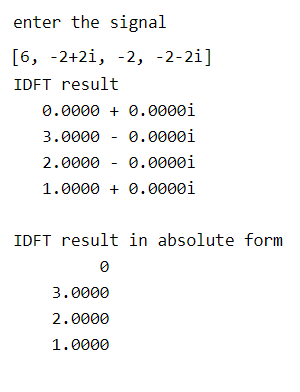 enter the signal
[6, -2+2i, -2, -2-2i]
IDFT result
0.0000 + 0.0000i
3.0000 - 0.0000i
2.0000 - 0.0000i
1.0000 + 0.0000i
IDFT result in absolute form
0
3.0000
2.0000
1.0000